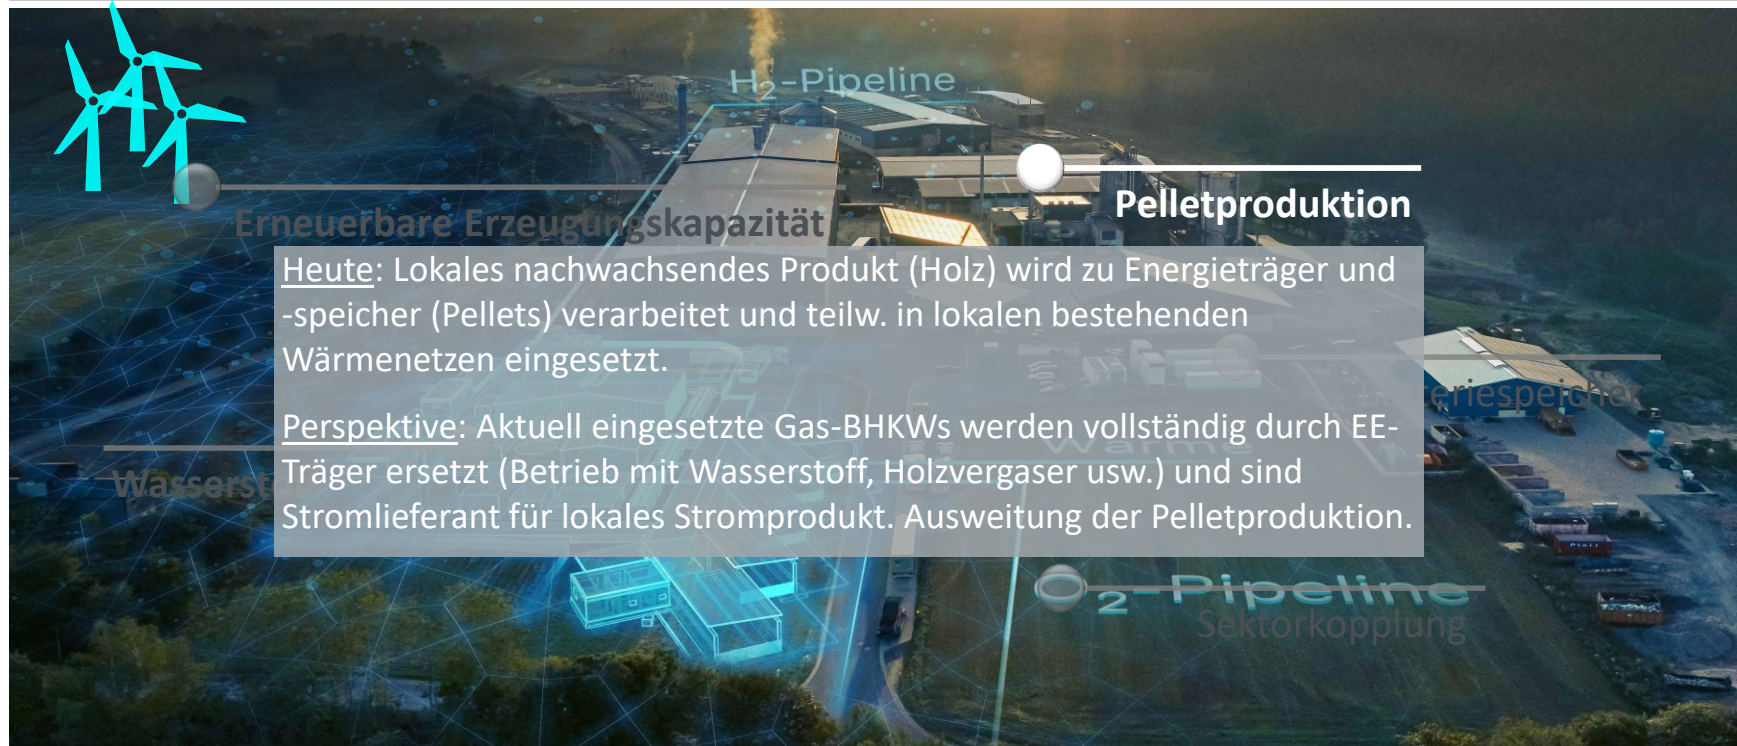 H₂-Pipeline
Pelletproduktion
Erneuerbare Erzeugungskapazität
Heute: Lokales nachwachsendes Produkt (Holz) wird zu Energieträger und
-speicher (Pellets) verarbeitet und teilw. in lokalen bestehenden
Wärmenetzen eingesetzt.
Perspektive: Aktuell eingesetzte Gas-BHKWs werden vollständig durch EE-
Träger ersetzt (Betrieb mit Wasserstoff, Holzvergaser usw.) und sind
Stromlieferant für lokales Stromprodukt. Ausweitung der Pelletproduktion.
Wärme
O₂-Pipeline
Sektorkopplung